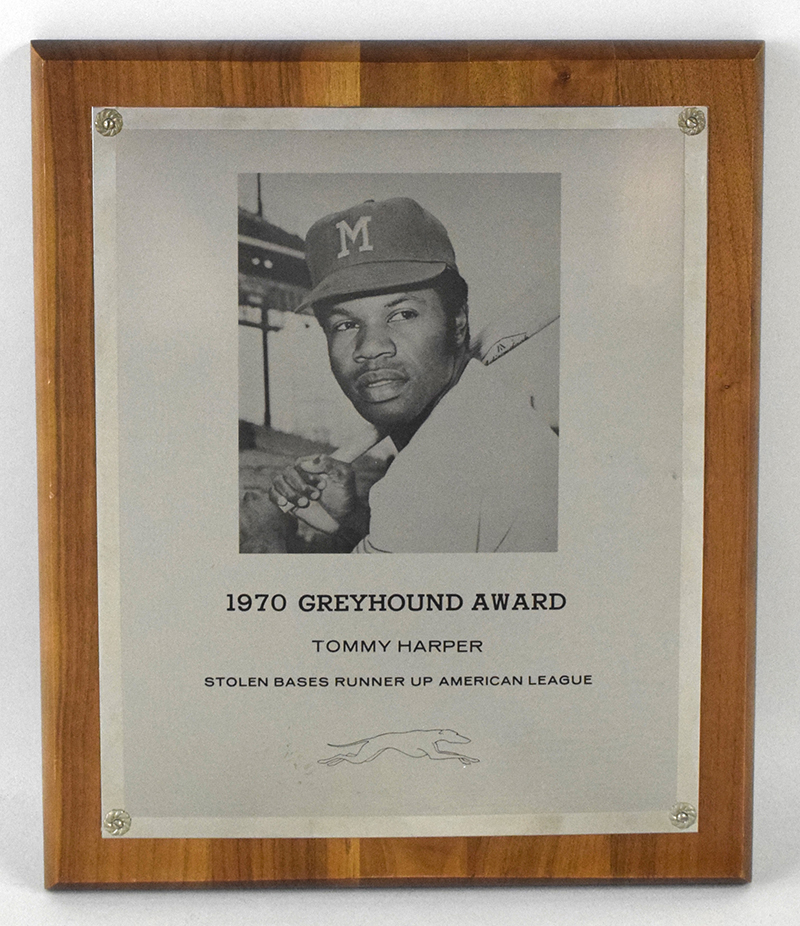 M
1970 GREYHOUND AWARD
TOMMY HARPER
STOLEN BASES RUNNER UP AMERICAN LEAGUE